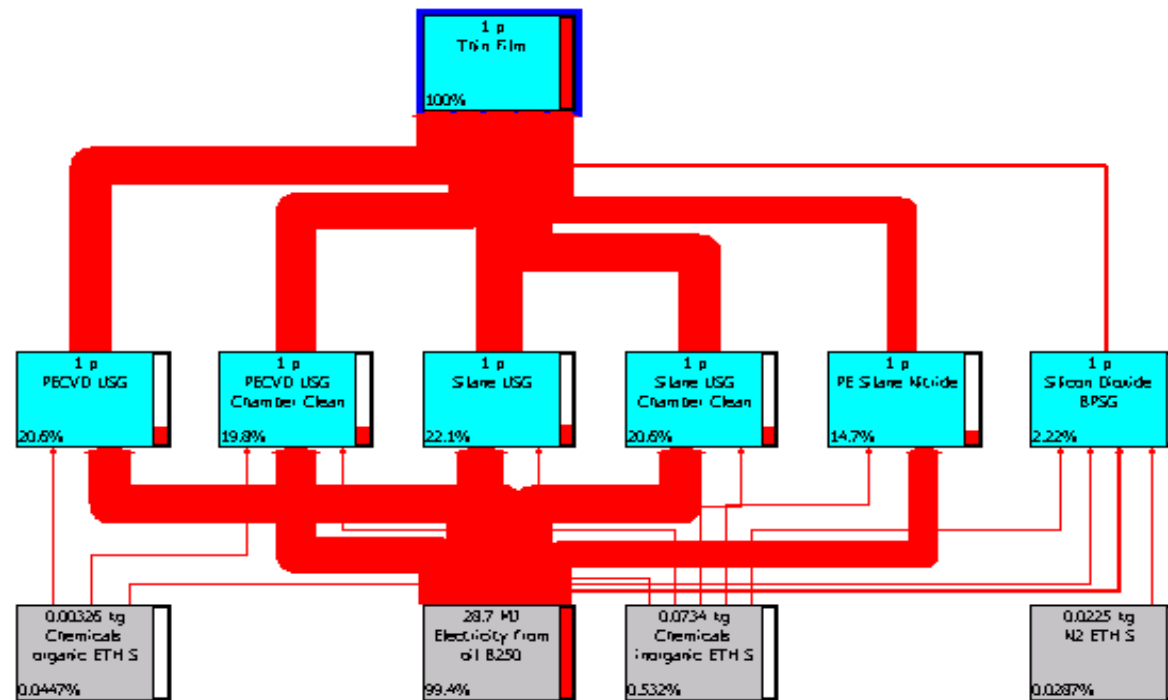 1 p
Thin Film
100%
1 p
PECVD USG
20.6%
1 p
PECVD USG
Chamber Clean
19.8%
1 p
Silane USG
22.1%
1 p
Silane USG
Chamber Clean
20.6%
1 p
PE Silane Nitride
14.7%
1 p
Silicon Dioxide
BPSG
2.22%
0.00326 kg
Chemicals
organic ETH S
0.0447%
28.7 MJ
Electricity from
oil B250
99.4%
0.0734 kg
Chemicals
inorganic ETH S
0.532%
0.0225 kg
N2 ETH S
0.0287%